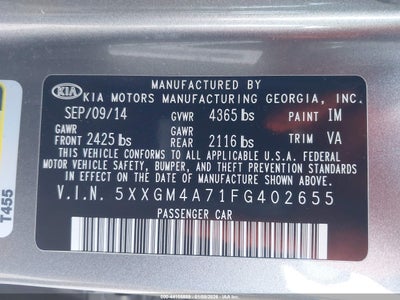 MANUFACTURED BY
KIA KIA MOTORS MANUFACTURING GEORGIA, INC.
SEP/09/14 GVWR 4365 lbs PAINT IM
GAWR GAWR
FRONT 2425 lbs REAR 2116 lbs TRIM VA
THIS VEHICLE CONFORMS TO ALL APPLICABLE U.S.A. FEDERAL
MOTOR VEHICLE SAFETY, BUMPER, AND THEFT PREVENTION
STANDARDS IN EFFECT ON THE DATE OF MANUFACTURE
V.I.N. 5XXGM4A71FG402655
PASSENGER CAR
T455